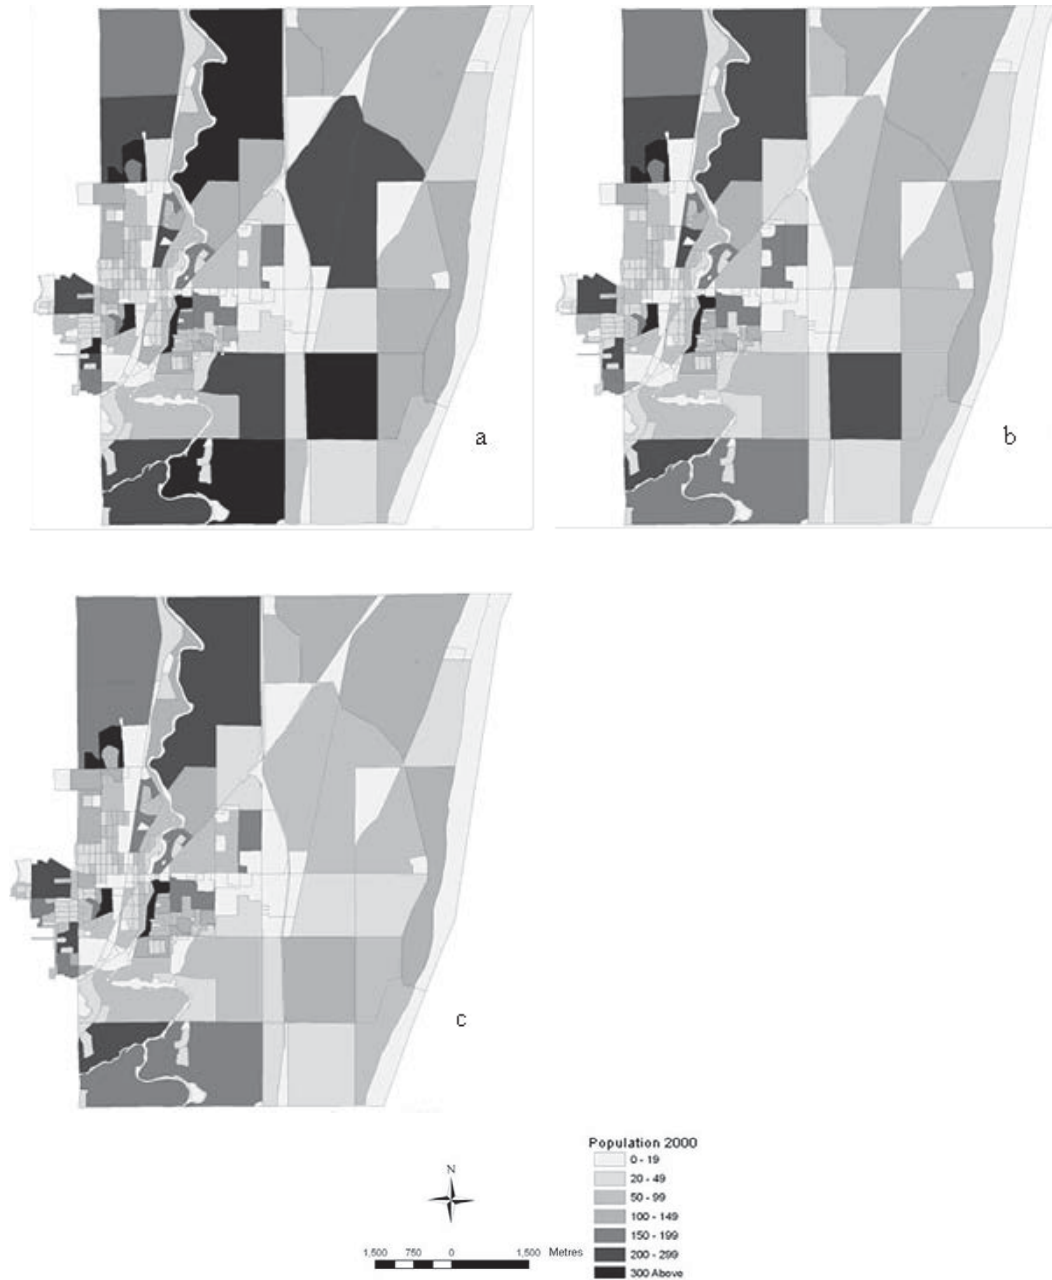 a
b
c
Population 2000
0 - 19
20 - 49
50 - 99
100 - 149
150 - 199
200 - 299
300 Above
N
1,500 750 0 1,500 Metres